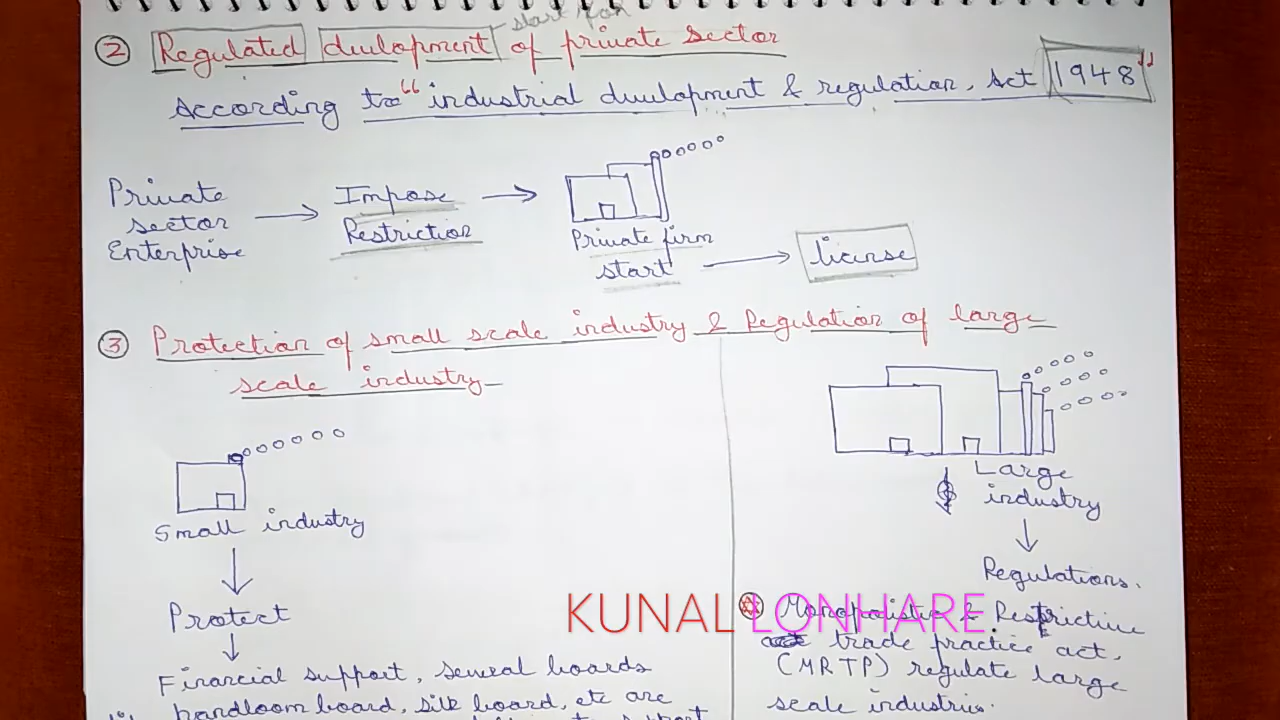 start for
② Regulated development of private sector
According to "industrial development & regulation, act 1948"
Private sector Enterprise → Impose Restriction → Private firm start → license
③ Protection of small scale industry & Regulation of large
scale industry-
Small industry
Protect
Financial support, several boards
handloom board, silk board, etc are
Large
industry
Regulations.
KUNAL LONHARE
Monopolistic & Restrictive
trade practice act,
(MRTP) regulate large
scale industries.